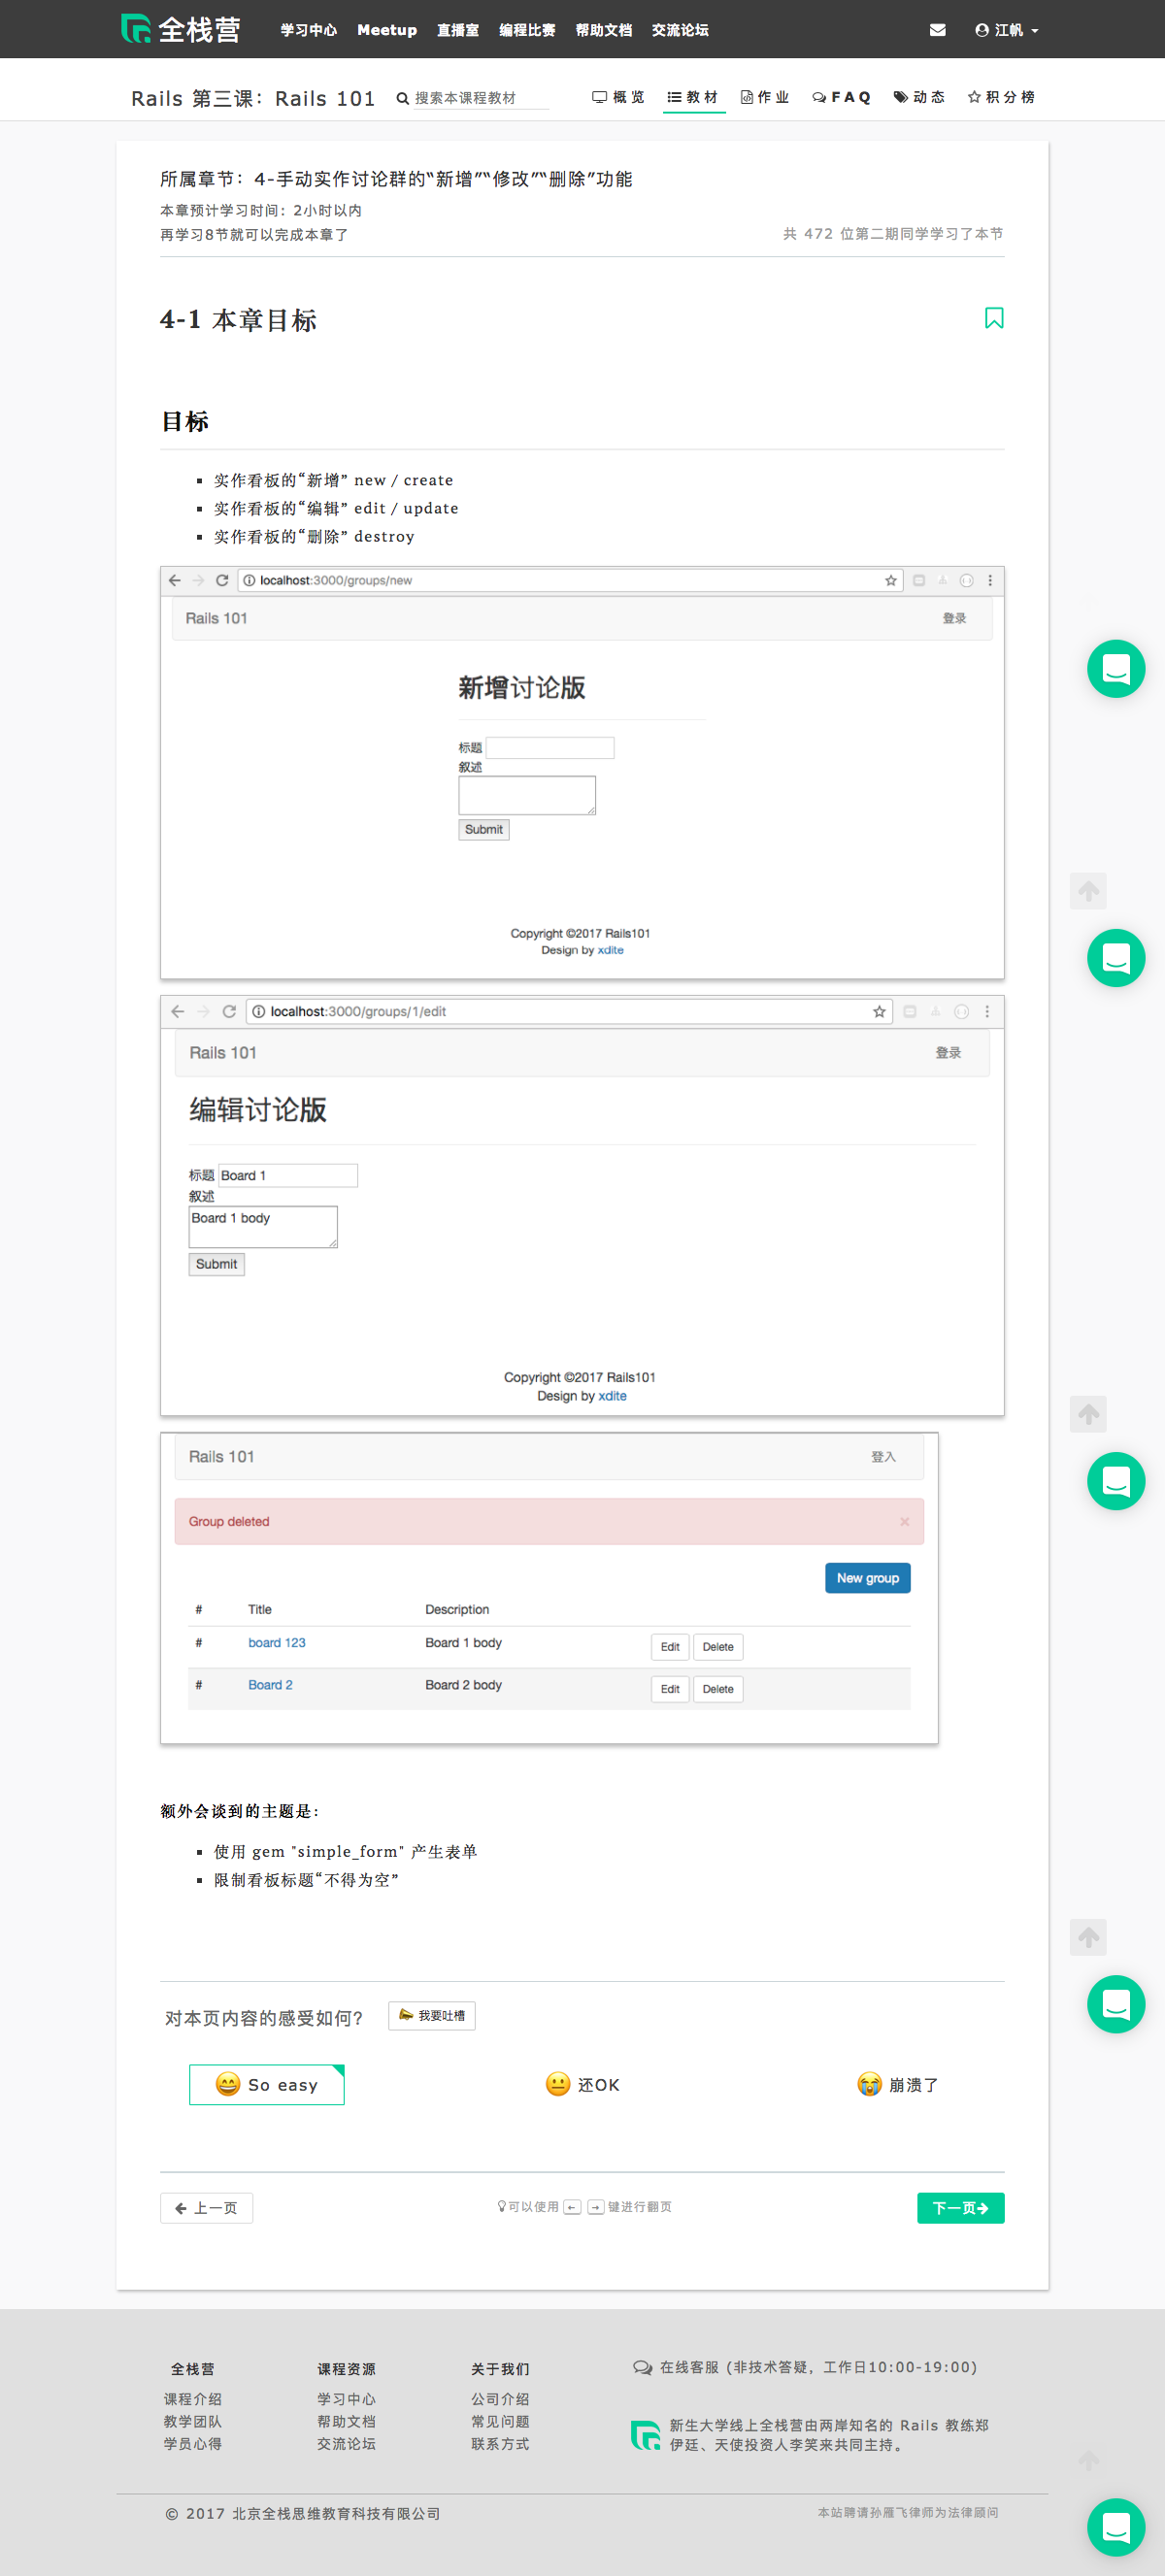 全栈营 学习中心 Meetup 直播室 编程比赛 帮助文档 交流论坛 江帆
Rails 第三课：Rails 101 搜索本课程教材 概览 教材 作业 FAQ 动态 积分榜
所属章节：4-手动实作讨论群的“新增”“修改”“删除”功能
本章预计学习时间：2小时以内
再学习8节就可以完成本章了 共 472 位第二期同学学习了本节
4-1 本章目标
目标
▪ 实作看板的“新增” new / create
▪ 实作看板的“编辑” edit / update
▪ 实作看板的“删除” destroy
localhost:3000/groups/new
Rails 101 登录
新增讨论版
标题
叙述
Submit
Copyright ©2017 Rails101
Design by xdite
localhost:3000/groups/1/edit
Rails 101 登录
编辑讨论版
标题 Board 1
叙述
Board 1 body
Submit
Copyright ©2017 Rails101
Design by xdite
Rails 101 登入
Group deleted ×
New group
# Title Description
# board 123 Board 1 body Edit Delete
# Board 2 Board 2 body Edit Delete
额外会谈到的主题是：
▪ 使用 gem "simple_form" 产生表单
▪ 限制看板标题“不得为空”
对本页内容的感受如何？ 我要吐槽
So easy 还OK 崩溃了
上一页 可以使用 ← → 键进行翻页 下一页
全栈营 课程资源 关于我们 在线客服 (非技术答疑，工作日10:00-19:00)
课程介绍 学习中心 公司介绍
教学团队 帮助文档 常见问题 新生大学线上全栈营由两岸知名的 Rails 教练郑
学员心得 交流论坛 联系方式 伊廷、天使投资人李笑来共同主持。
© 2017 北京全栈思维教育科技有限公司 本站聘请孙雁飞律师为法律顾问